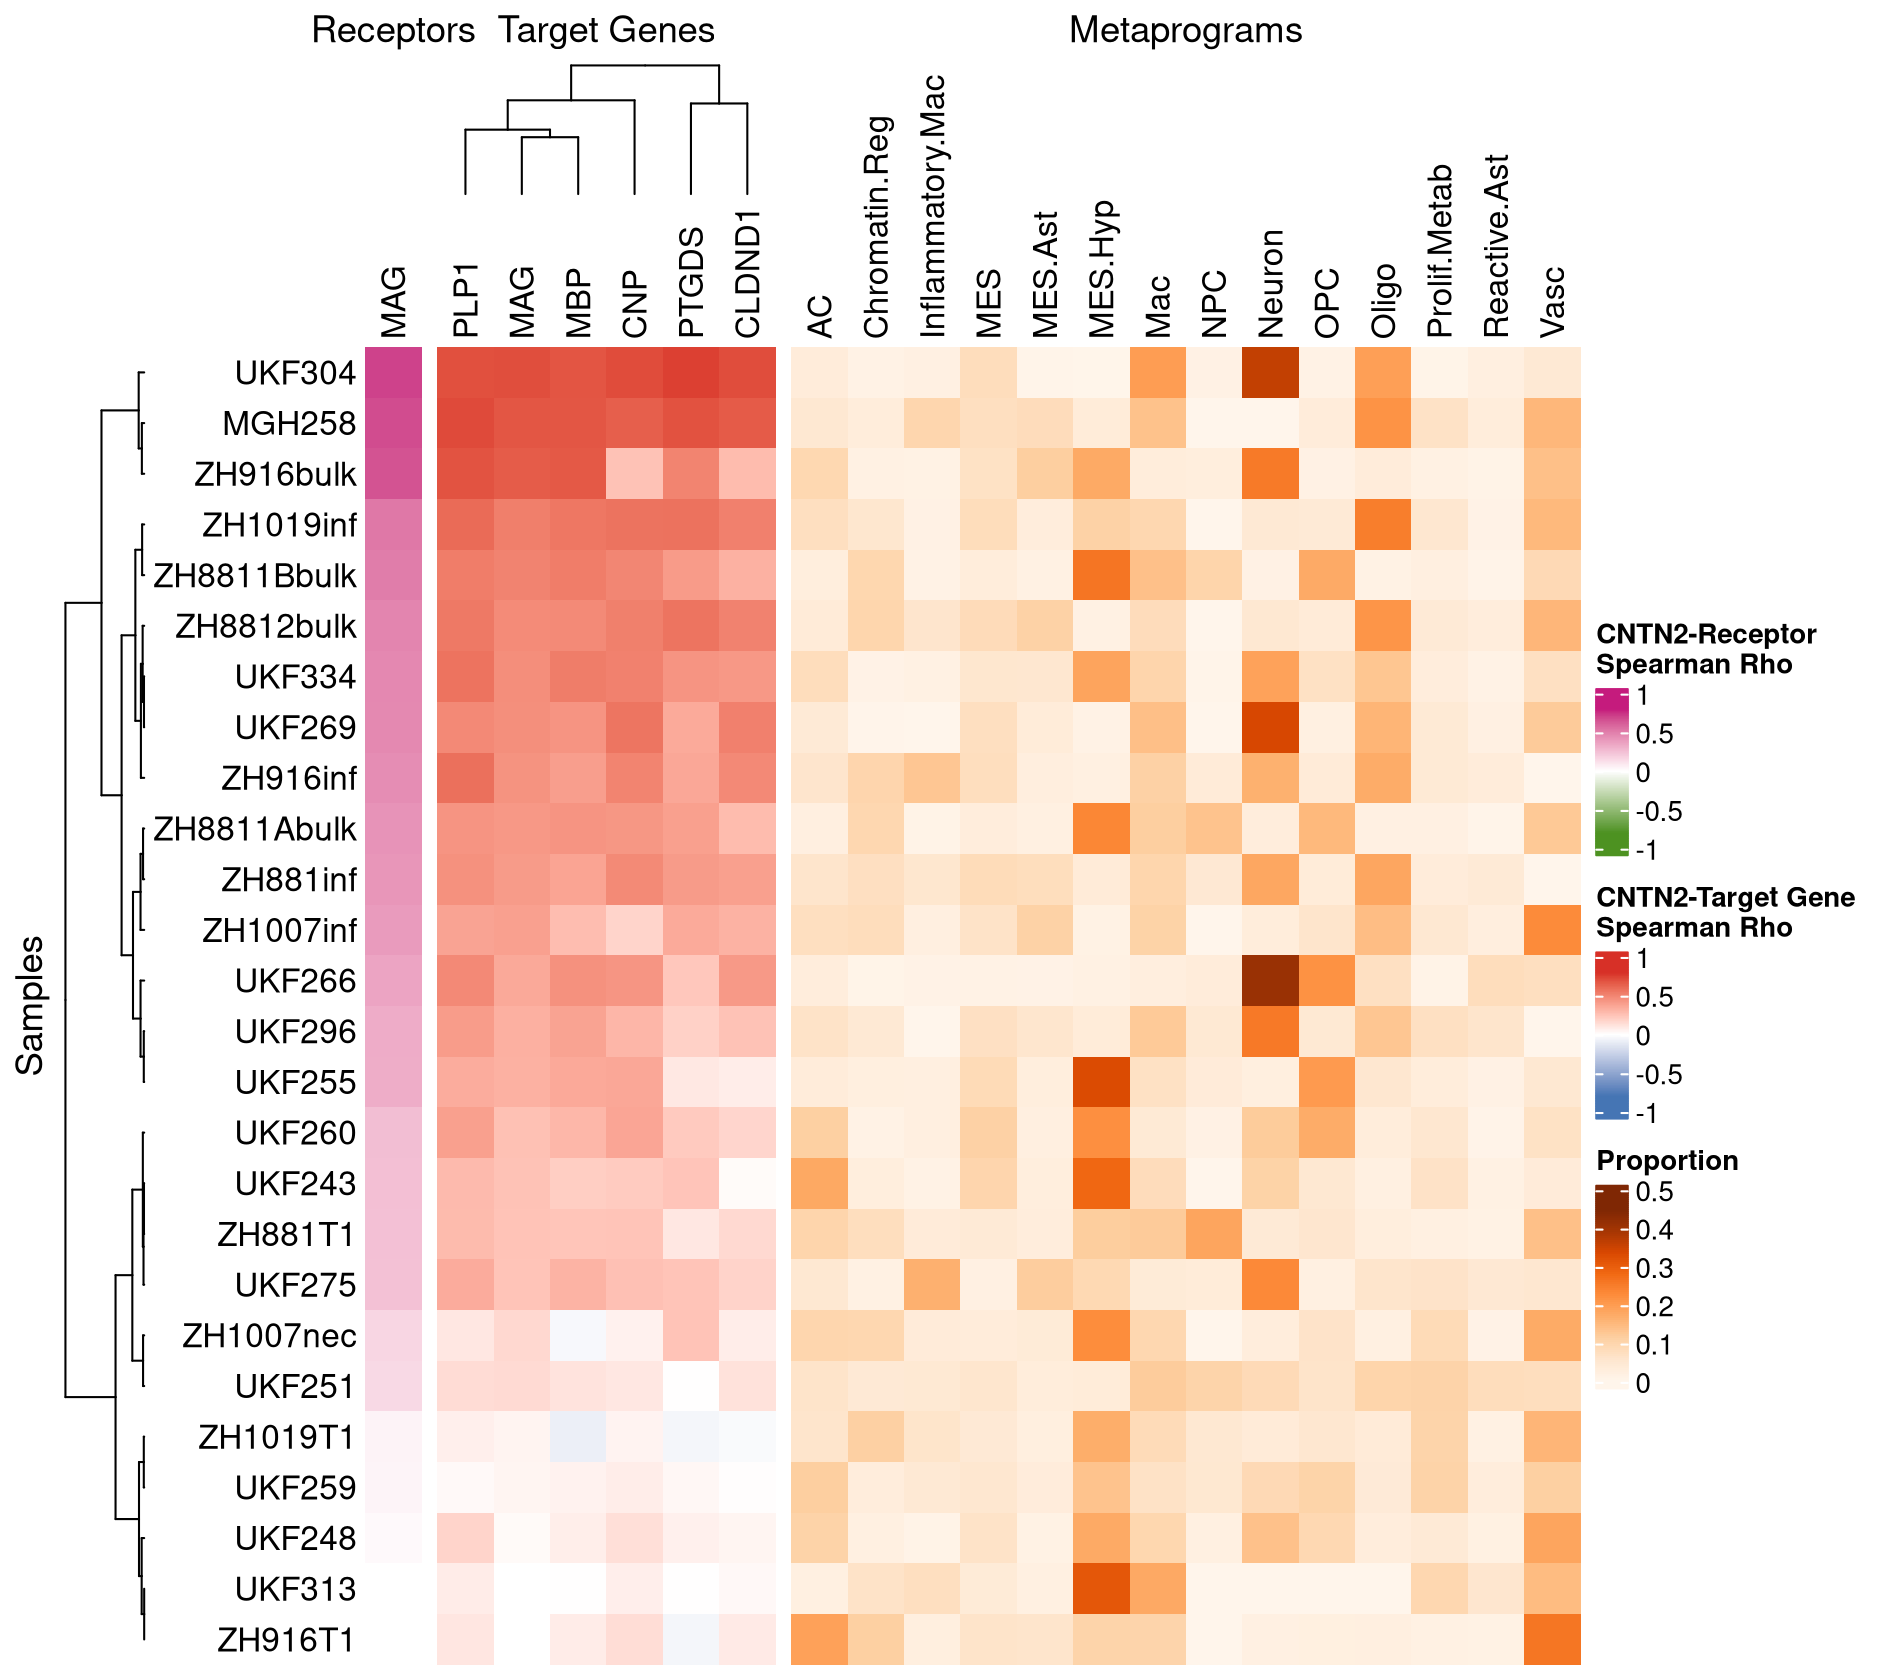 Receptors Target Genes Metaprograms
MAG PLP1 MAG MBP CNP PTGDS CLDND1 AC Chromatin.Reg Inflammatory.Mac MES MES.Ast MES.Hyp Mac NPC Neuron OPC Oligo Prolif.Metab Reactive.Ast Vasc
Samples
UKF304
MGH258
ZH916bulk
ZH1019inf
ZH8811Bbulk
ZH8812bulk
UKF334
UKF269
ZH916inf
ZH8811Abulk
ZH881inf
ZH1007inf
UKF266
UKF296
UKF255
UKF260
UKF243
ZH881T1
UKF275
ZH1007nec
UKF251
ZH1019T1
UKF259
UKF248
UKF313
ZH916T1
CNTN2-Receptor
Spearman Rho
1
0.5
0
-0.5
-1
CNTN2-Target Gene
Spearman Rho
1
0.5
0
-0.5
-1
Proportion
0.5
0.4
0.3
0.2
0.1
0